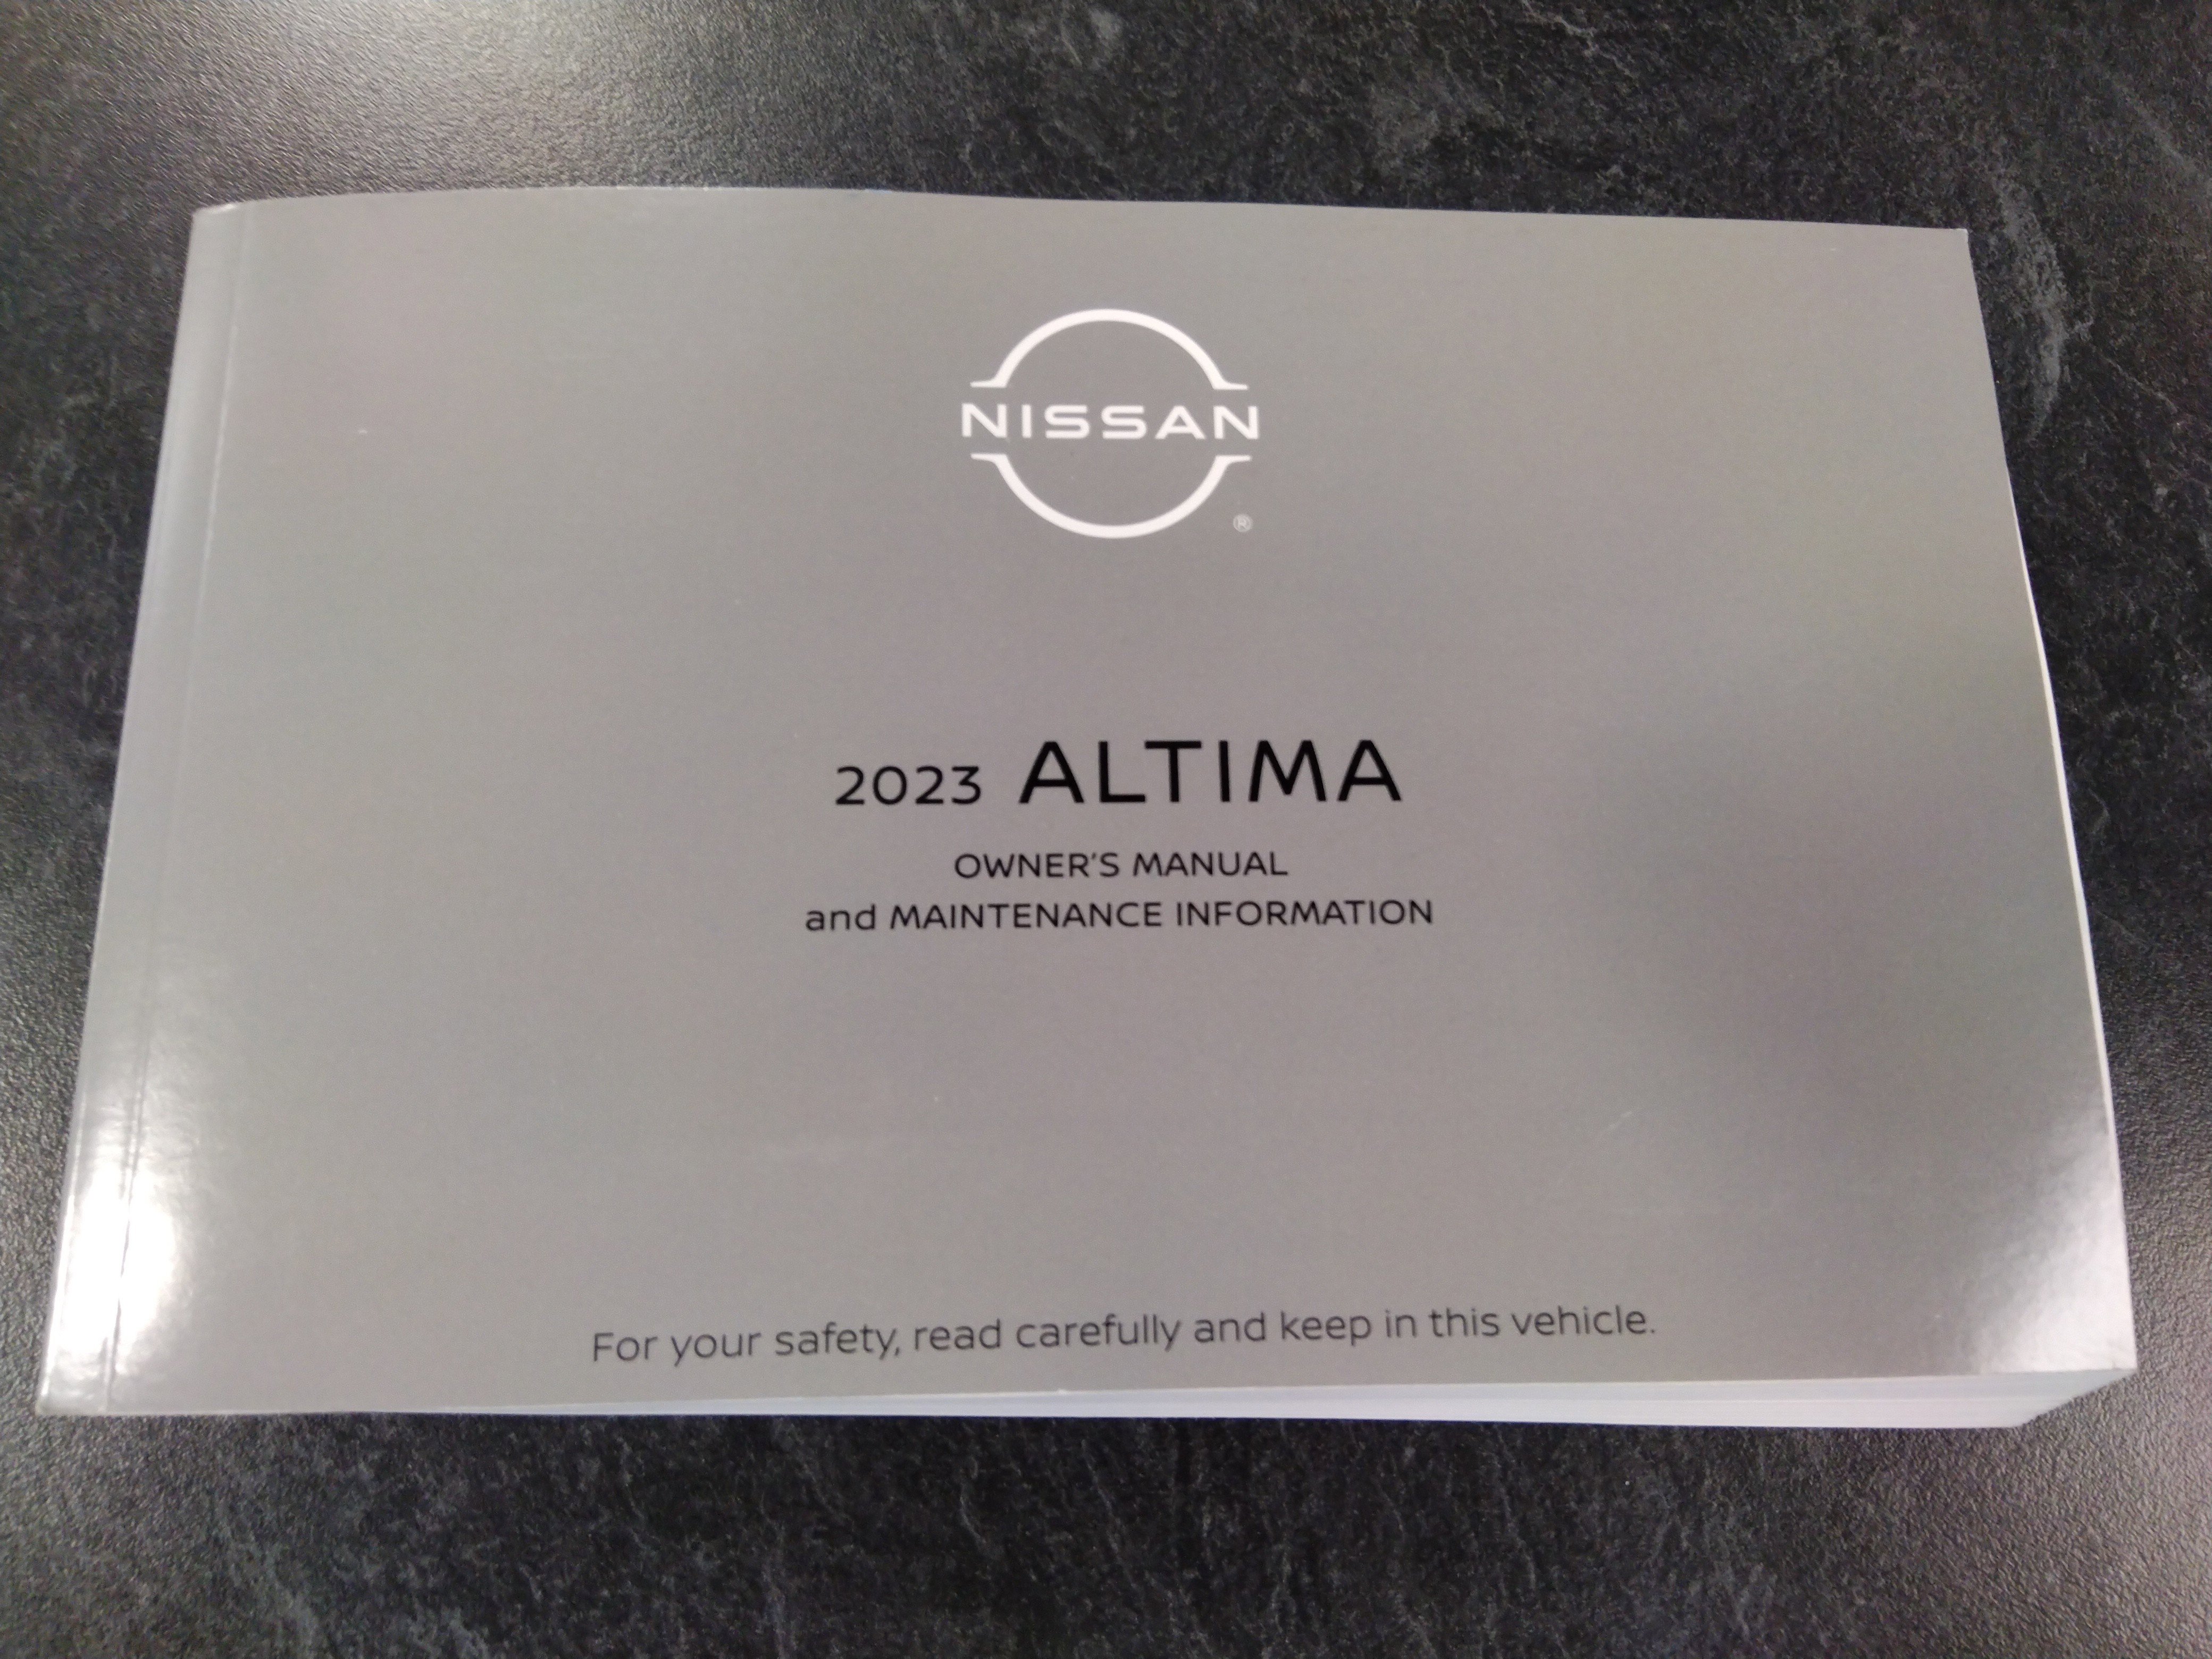 NISSAN
®
2023 ALTIMA
OWNER'S MANUAL
and MAINTENANCE INFORMATION
For your safety, read carefully and keep in this vehicle.